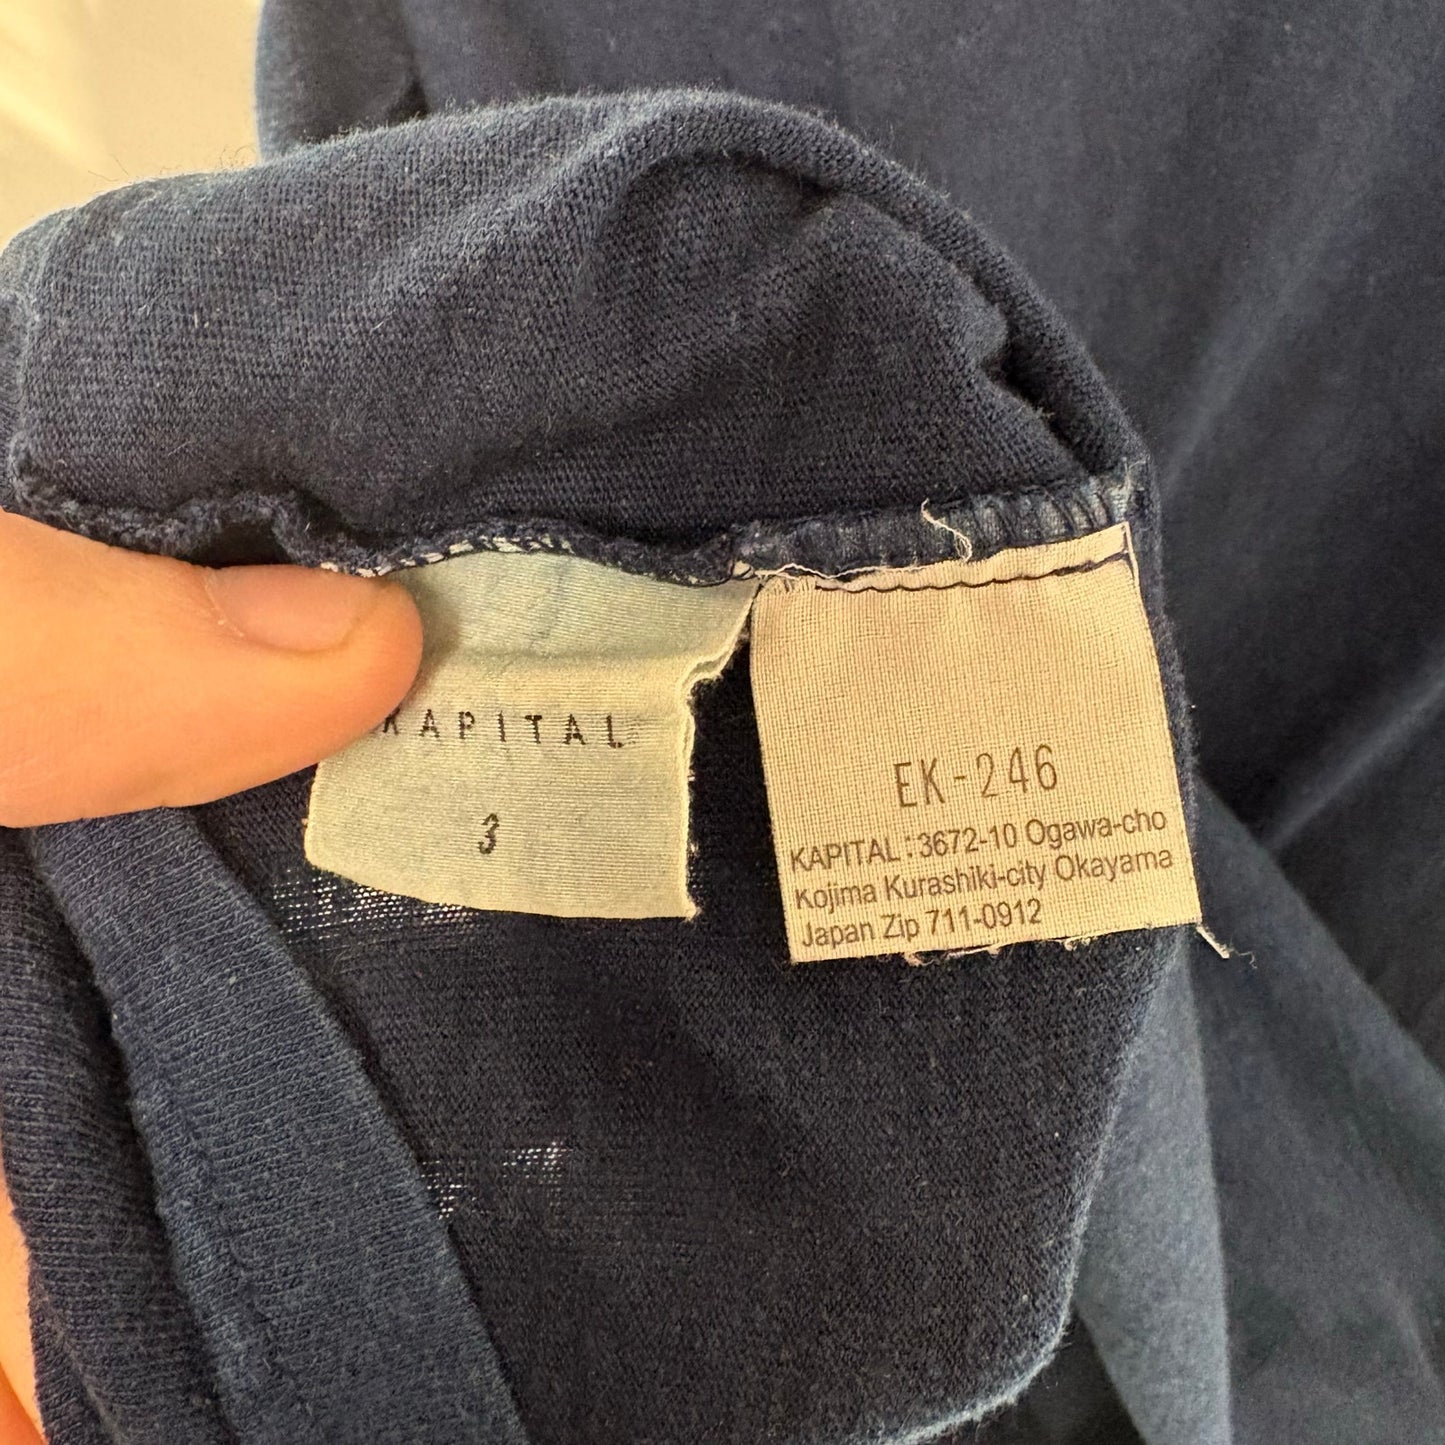 KAPITAL
3
EK-246
KAPITAL : 3672-10 Ogawa-cho
Kojima Kurashiki-city Okayama
Japan Zip 711-0912